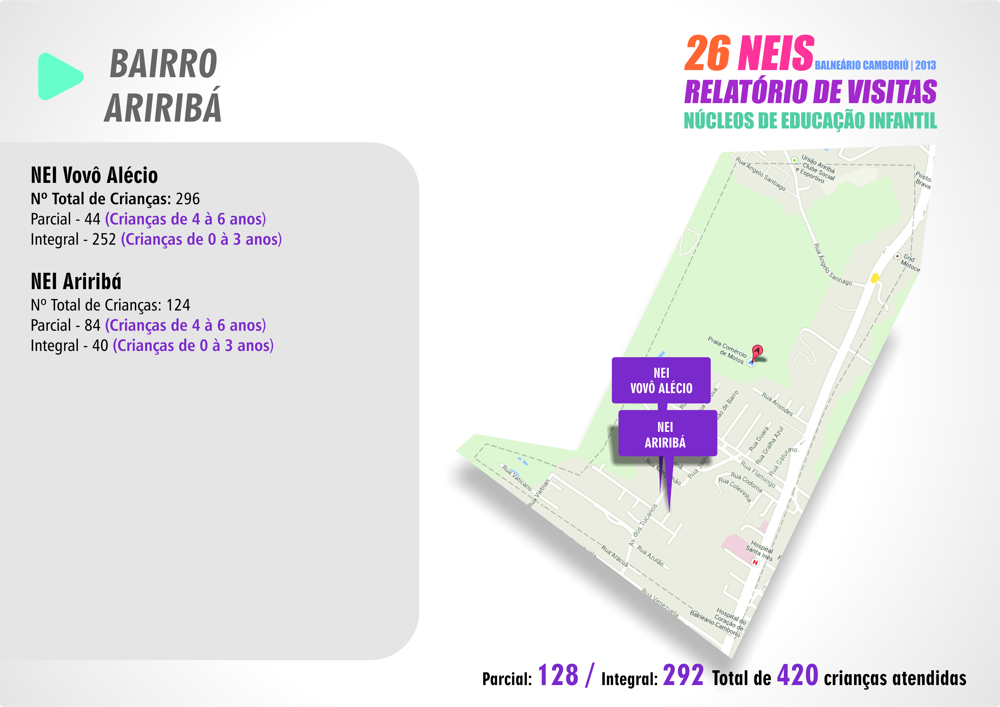 BAIRRO
ARIRIBÁ
26 NEIS BALNEÁRIO CAMBORIÚ | 2013
RELATÓRIO DE VISITAS
NÚCLEOS DE EDUCAÇÃO INFANTIL
NEI Vovô Alécio
Nº Total de Crianças: 296
Parcial - 44 (Crianças de 4 à 6 anos)
Integral - 252 (Crianças de 0 à 3 anos)
NEI Ariribá
Nº Total de Crianças: 124
Parcial - 84 (Crianças de 4 à 6 anos)
Integral - 40 (Crianças de 0 à 3 anos)
União Ariribá
- Clube Social
e Esportivo
Rua Ângelo Santiago
Posto
Brava
Grid
Motoce
Rua Ângelo Santiago
Praia Comércio
de Motos
A
NEI
VOVÔ ALÉCIO
NEI
ARIRIBÁ
Rua Aristides
Rua Guara
Rua Gralha Azul
Rua Gaturano
Rua Flamingo
Rua Codorna
Rua Coleirinha
Rua Vaticano
Rua Vietnan
Av. dos Tucanos
Rua Azulão
Rua Aracuã
Rua Venezuela
Hospital
Santa Inês
H
Hospital do
Coração de
Balneário Camboriú
Parcial: 128 / Integral: 292 Total de 420 crianças atendidas